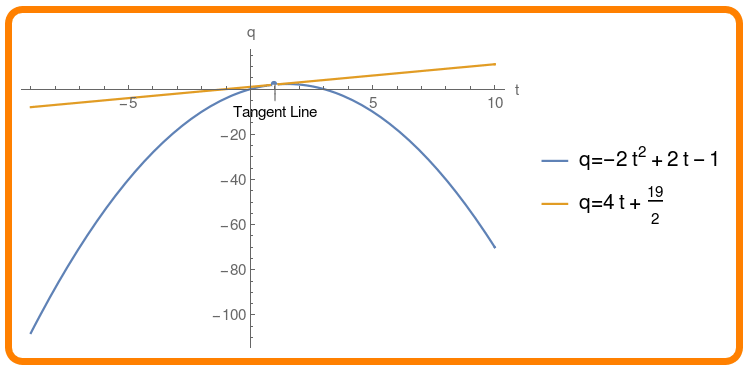 q
t
−5
5
10
Tangent Line
−20
−40
−60
−80
−100
q=−2 t² + 2 t − 1
q=4 t + 19/2